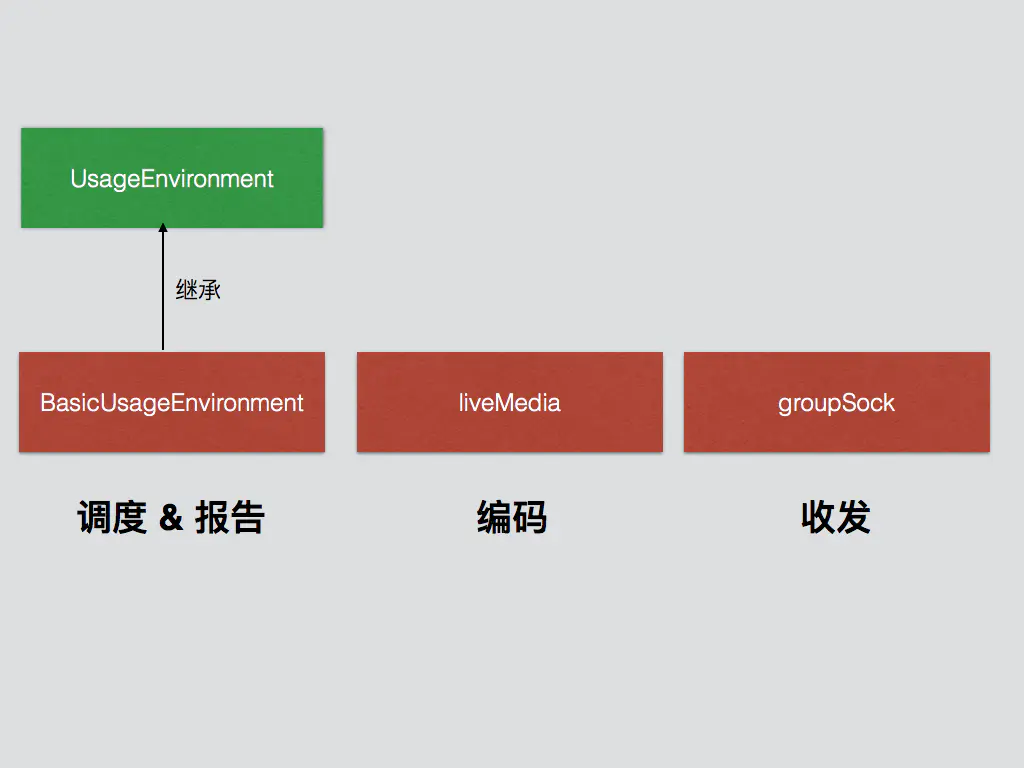 UsageEnvironment
继承
BasicUsageEnvironment
liveMedia
groupSock
调度 & 报告
编码
收发